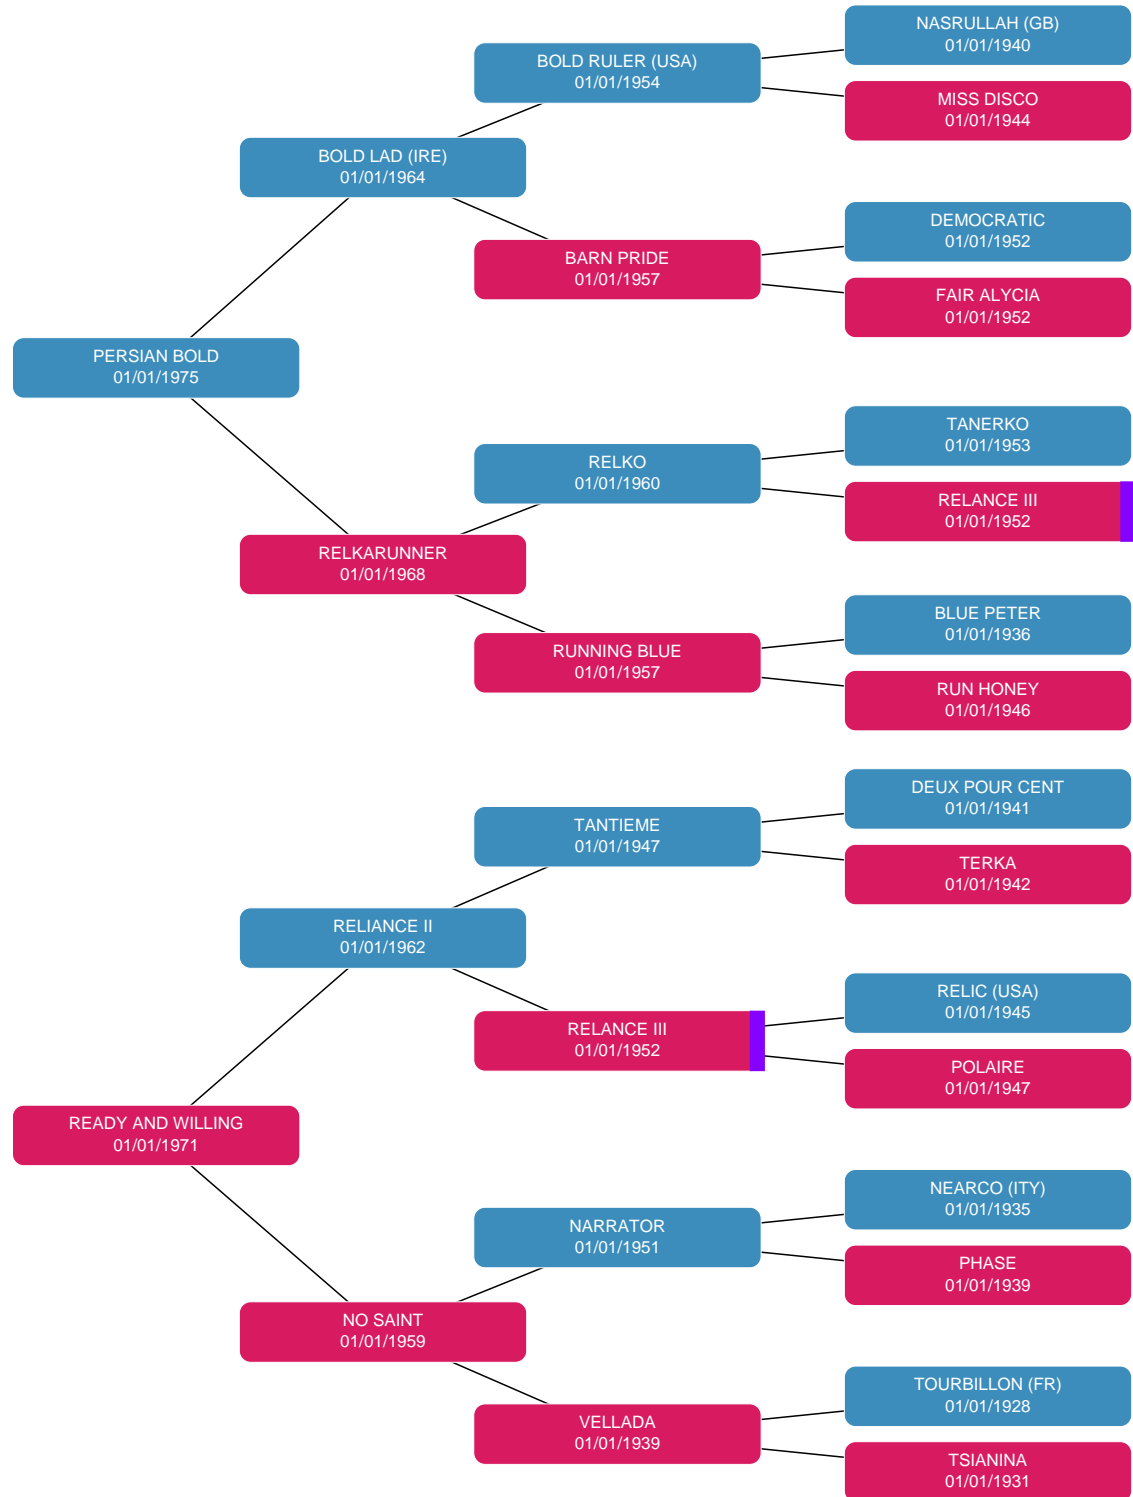 NASRULLAH (GB)
01/01/1940
BOLD RULER (USA)
01/01/1954
MISS DISCO
01/01/1944
BOLD LAD (IRE)
01/01/1964
DEMOCRATIC
01/01/1952
BARN PRIDE
01/01/1957
FAIR ALYCIA
01/01/1952
PERSIAN BOLD
01/01/1975
TANERKO
01/01/1953
RELKO
01/01/1960
RELANCE III
01/01/1952
RELKARUNNER
01/01/1968
BLUE PETER
01/01/1936
RUNNING BLUE
01/01/1957
RUN HONEY
01/01/1946
DEUX POUR CENT
01/01/1941
TANTIEME
01/01/1947
TERKA
01/01/1942
RELIANCE II
01/01/1962
RELIC (USA)
01/01/1945
RELANCE III
01/01/1952
POLAIRE
01/01/1947
READY AND WILLING
01/01/1971
NEARCO (ITY)
01/01/1935
NARRATOR
01/01/1951
PHASE
01/01/1939
NO SAINT
01/01/1959
TOURBILLON (FR)
01/01/1928
VELLADA
01/01/1939
TSIANINA
01/01/1931